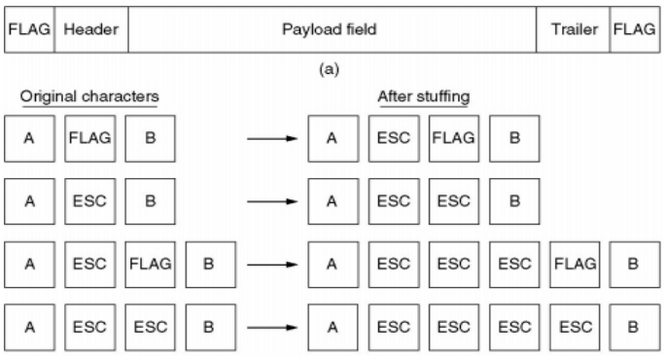 FLAG Header Payload field Trailer FLAG
(a)
Original characters After stuffing
A FLAG B A ESC FLAG B
A ESC B A ESC ESC B
A ESC FLAG B A ESC ESC ESC FLAG B
A ESC ESC B A ESC ESC ESC ESC B